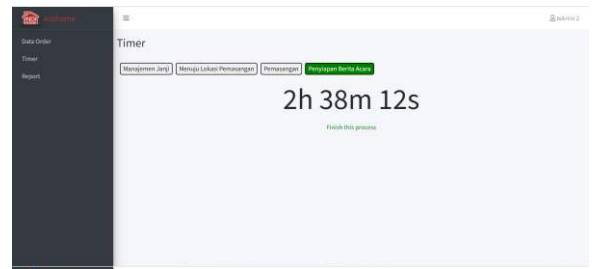 Indihome
Data Order
Timer
Report
Timer
Manajemen Janji
Menuju Lokasi Pemasangan
Pemasangan
Penyiapan Berita Acara
2h 38m 12s
Finish this process